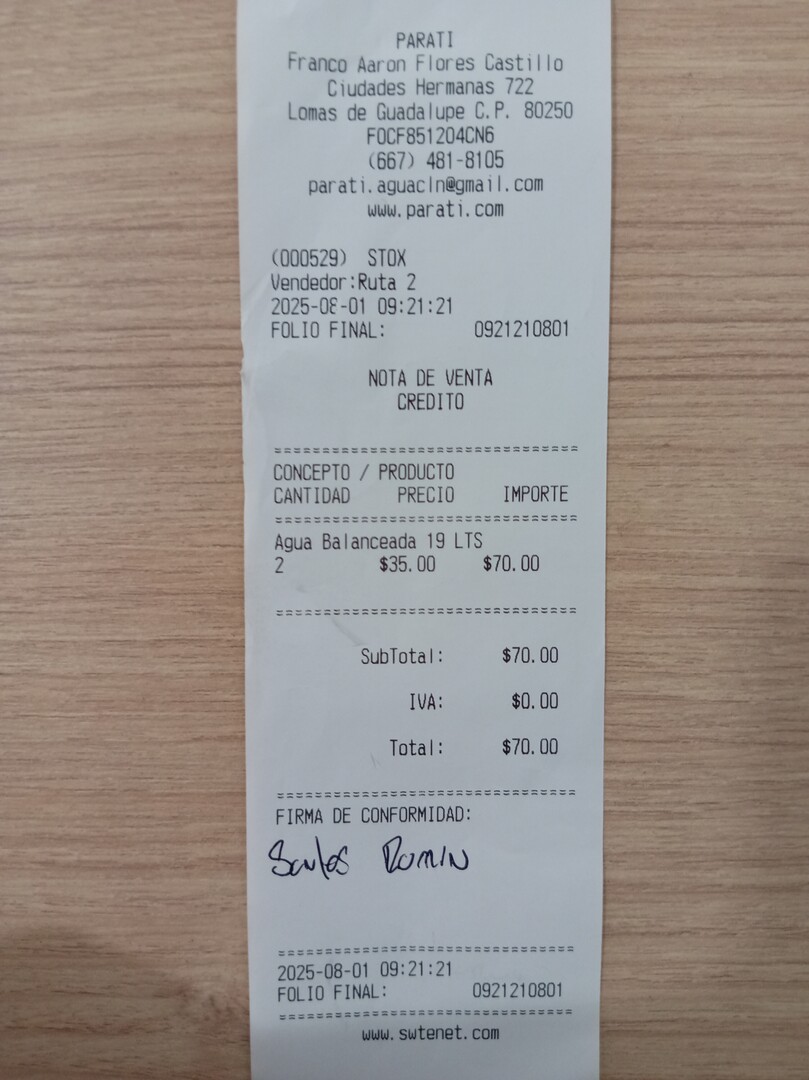 PARATI
Franco Aaron Flores Castillo
Ciudades Hermanas 722
Lomas de Guadalupe C.P. 80250
FOCF851204CN6
(667) 481-8105
parati.aguacln@gmail.com
www.parati.com
(000529) STOX
Vendedor:Ruta 2
2025-08-01 09:21:21
FOLIO FINAL: 0921210801
NOTA DE VENTA
CREDITO
==============================
CONCEPTO / PRODUCTO
CANTIDAD PRECIO IMPORTE
==============================
Agua Balanceada 19 LTS
2 $35.00 $70.00
==============================
SubTotal: $70.00
IVA: $0.00
Total: $70.00
==============================
FIRMA DE CONFORMIDAD:
==============================
2025-08-01 09:21:21
FOLIO FINAL: 0921210801
==============================
www.swtenet.com